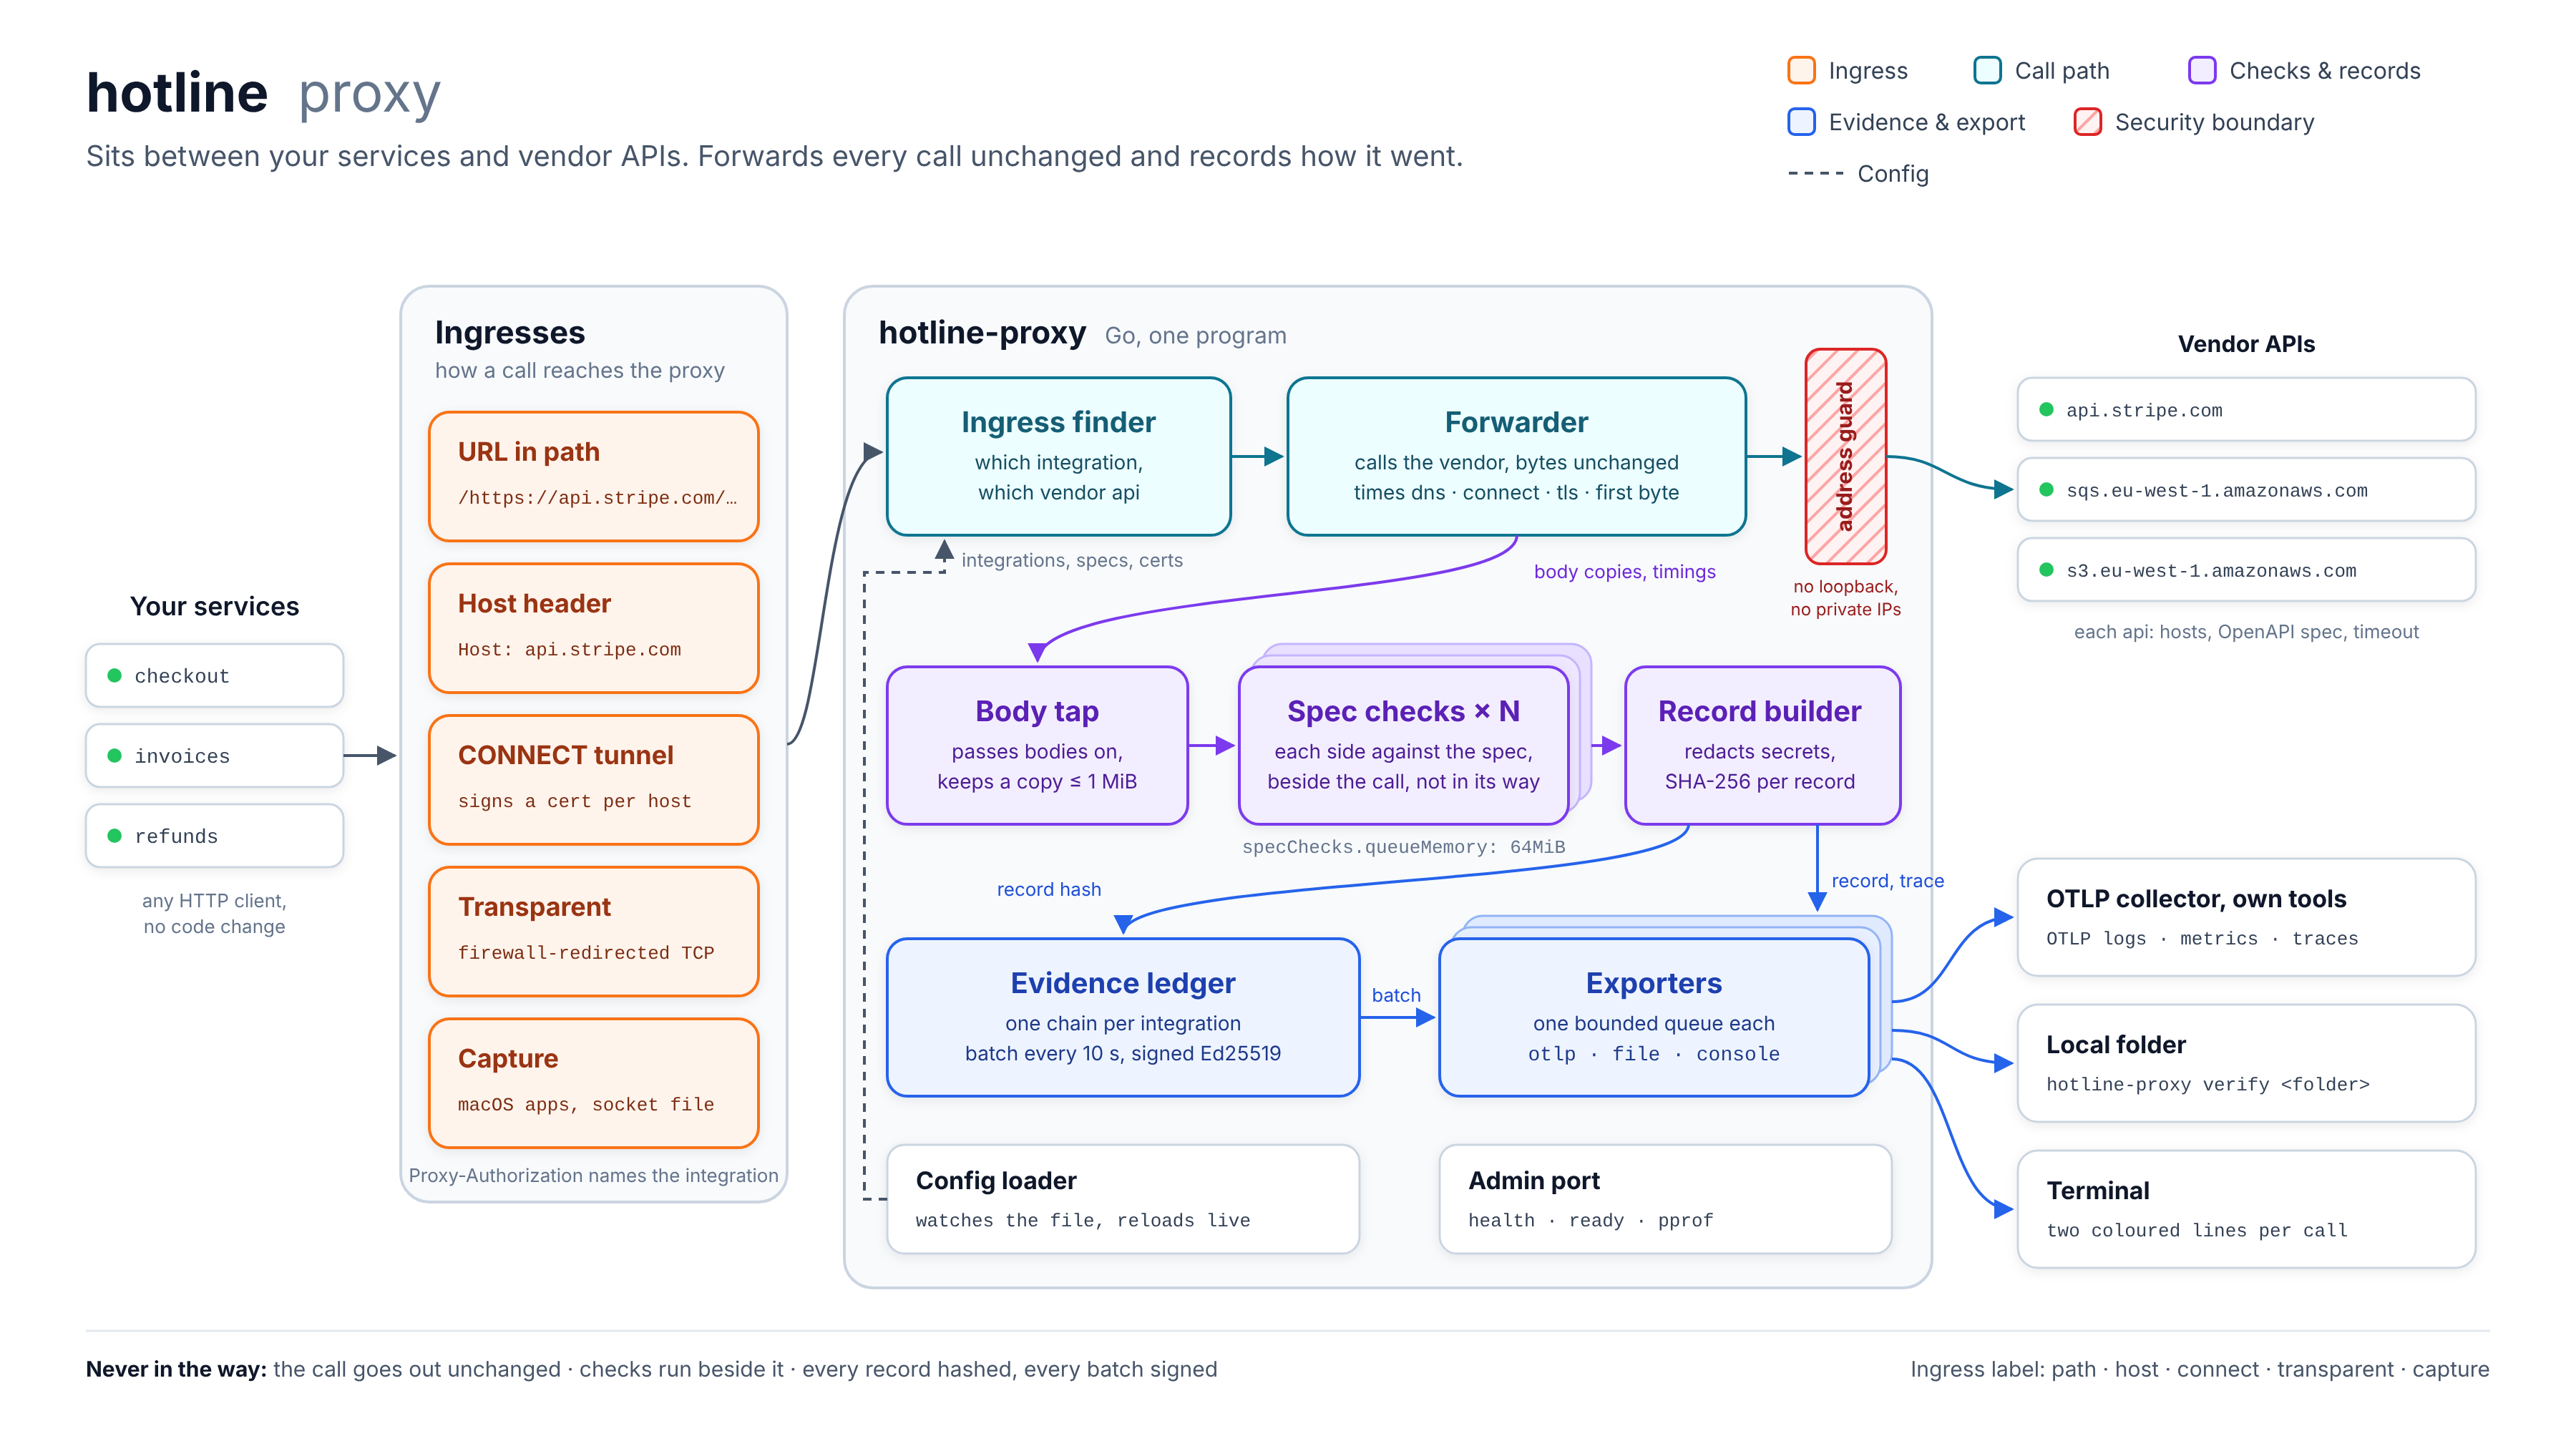 hotline proxy
Sits between your services and vendor APIs. Forwards every call unchanged and records how it went.
Ingress
Call path
Checks & records
Evidence & export
Security boundary
Config
Your services
checkout
invoices
refunds
any HTTP client,
no code change
Ingresses
how a call reaches the proxy
URL in path
/https://api.stripe.com/…
Host header
Host: api.stripe.com
CONNECT tunnel
signs a cert per host
Transparent
firewall-redirected TCP
Capture
macOS apps, socket file
Proxy-Authorization names the integration
hotline-proxy Go, one program
Ingress finder
which integration,
which vendor api
Forwarder
calls the vendor, bytes unchanged
times dns · connect · tls · first byte
address guard
no loopback,
no private IPs
integrations, specs, certs
body copies, timings
Body tap
passes bodies on,
keeps a copy ≤ 1 MiB
Spec checks × N
each side against the spec,
beside the call, not in its way
specChecks.queueMemory: 64MiB
Record builder
redacts secrets,
SHA-256 per record
record hash
record, trace
Evidence ledger
one chain per integration
batch every 10 s, signed Ed25519
batch
Exporters
one bounded queue each
otlp · file · console
Config loader
watches the file, reloads live
Admin port
health · ready · pprof
Vendor APIs
api.stripe.com
sqs.eu-west-1.amazonaws.com
s3.eu-west-1.amazonaws.com
each api: hosts, OpenAPI spec, timeout
OTLP collector, own tools
OTLP logs · metrics · traces
Local folder
hotline-proxy verify <folder>
Terminal
two coloured lines per call
Never in the way: the call goes out unchanged · checks run beside it · every record hashed, every batch signed
Ingress label: path · host · connect · transparent · capture